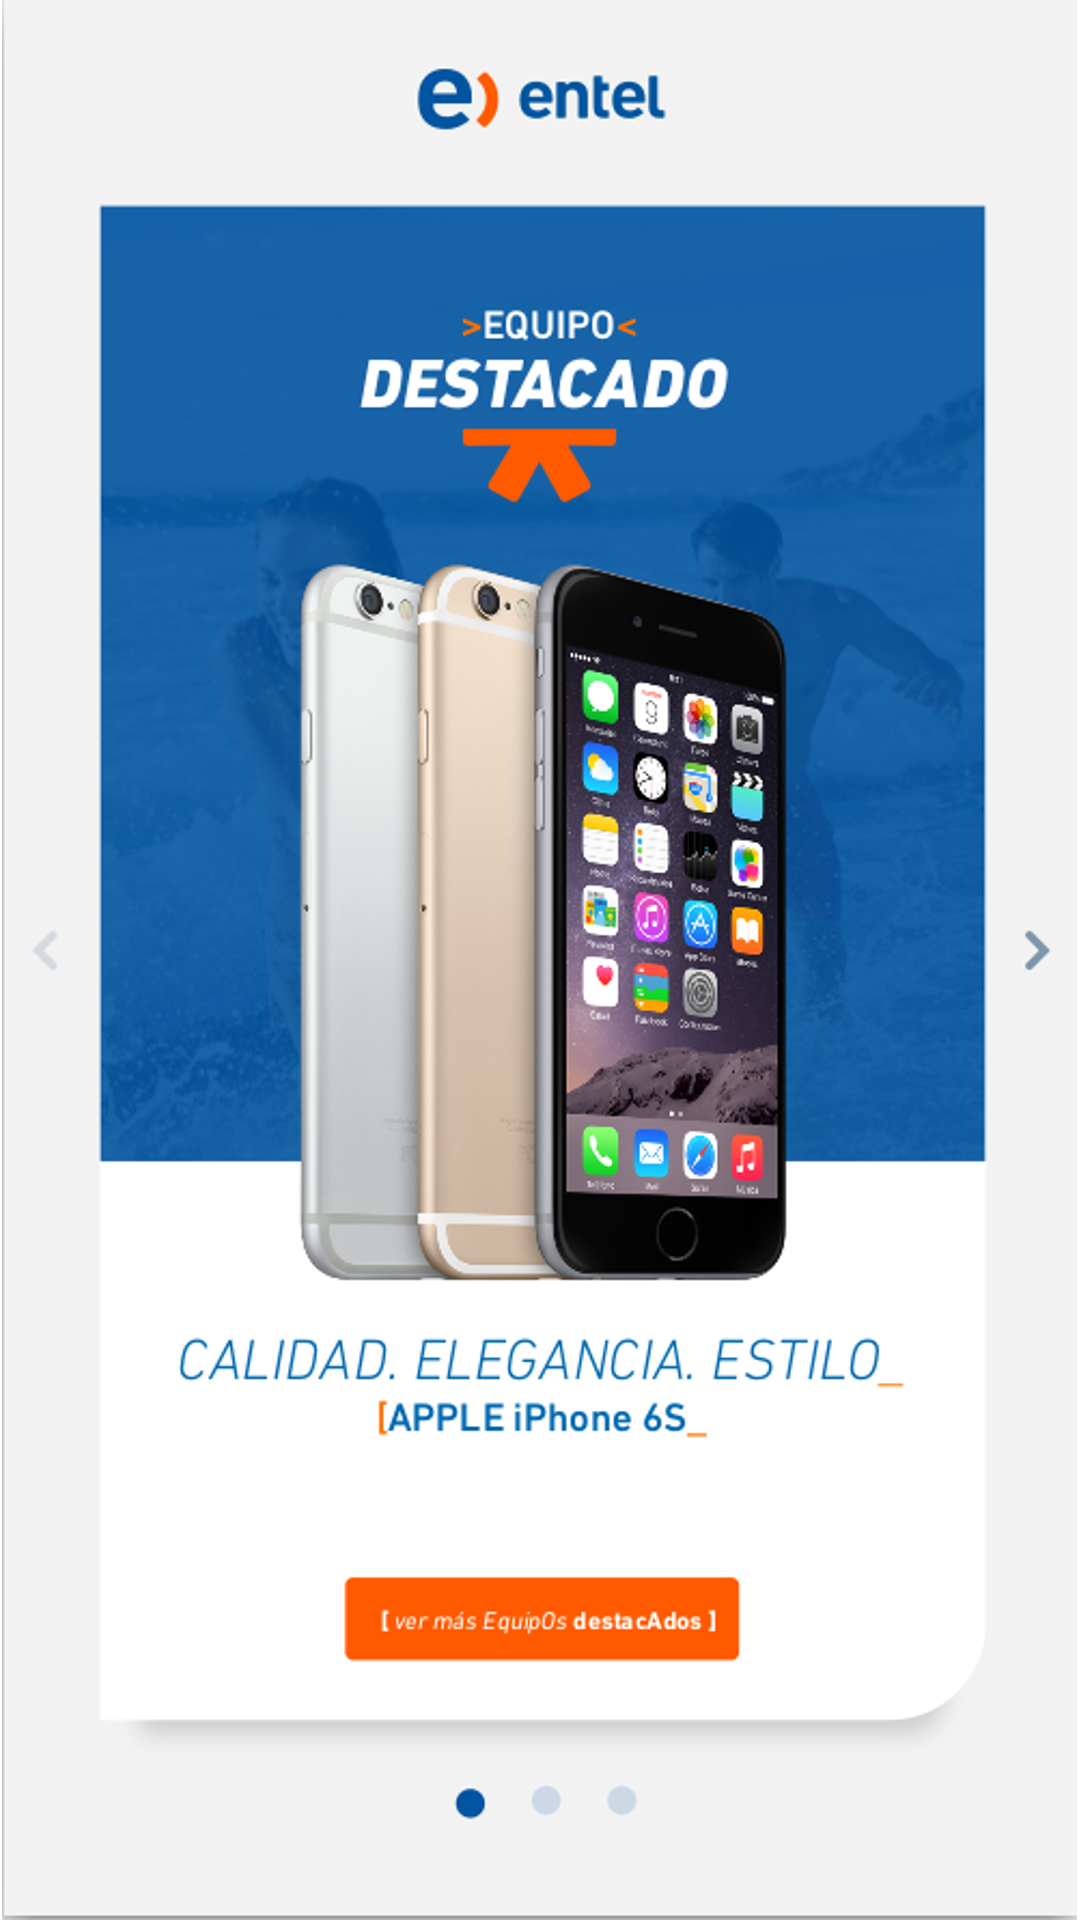 e) entel
>EQUIPO<
DESTACADO
CALIDAD. ELEGANCIA. ESTILO_
[APPLE iPhone 6S_
[ ver más EquipOs destacAdos ]